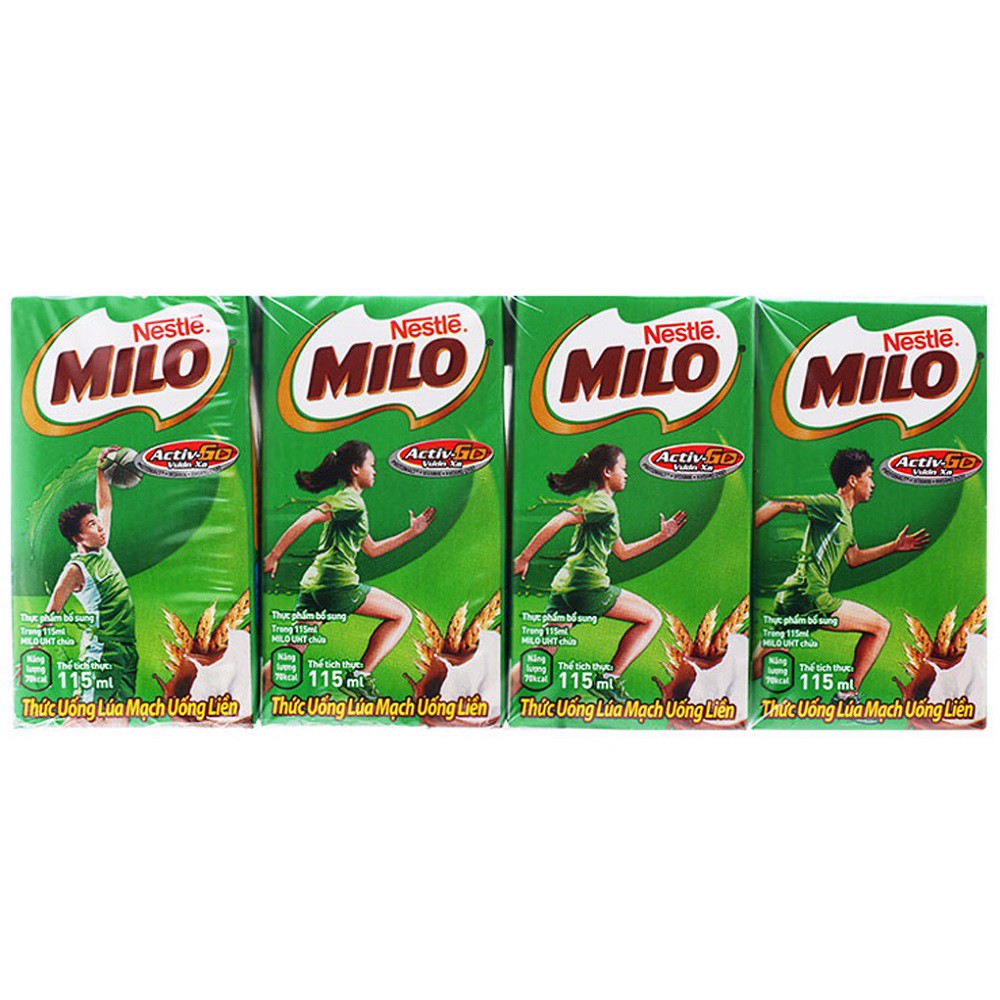 Nestlé.
MILO
Activ-GO
Vươn Xa
Thực phẩm bổ sung
Trong 115ml
MILO UHT chứa
Năng
lượng
70kcal
Thể tích thực:
115 ml
Thức Uống Lúa Mạch Uống Liền
Nestlé.
MILO
Activ-GO
Vươn Xa
Thực phẩm bổ sung
Trong 115ml
MILO UHT chứa
Năng
lượng
70kcal
Thể tích thực:
115 ml
Thức Uống Lúa Mạch Uống Liền
Nestlé.
MILO
Activ-GO
Vươn Xa
Thực phẩm bổ sung
Trong 115ml
MILO UHT chứa
Năng
lượng
70kcal
Thể tích thực:
115 ml
Thức Uống Lúa Mạch Uống Liền
Nestlé.
MILO
Activ-GO
Vươn Xa
Thực phẩm bổ sung
Trong 115ml
MILO UHT chứa
Năng
lượng
70kcal
Thể tích thực:
115 ml
Thức Uống Lúa Mạch Uống Liền